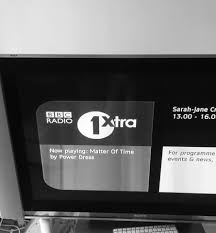 BBC
RADIO
1Xtra
Now playing: Matter Of Time
by Power Dress
Sarah-Jane Cr
13.00 - 16.0
For programme
events & news,